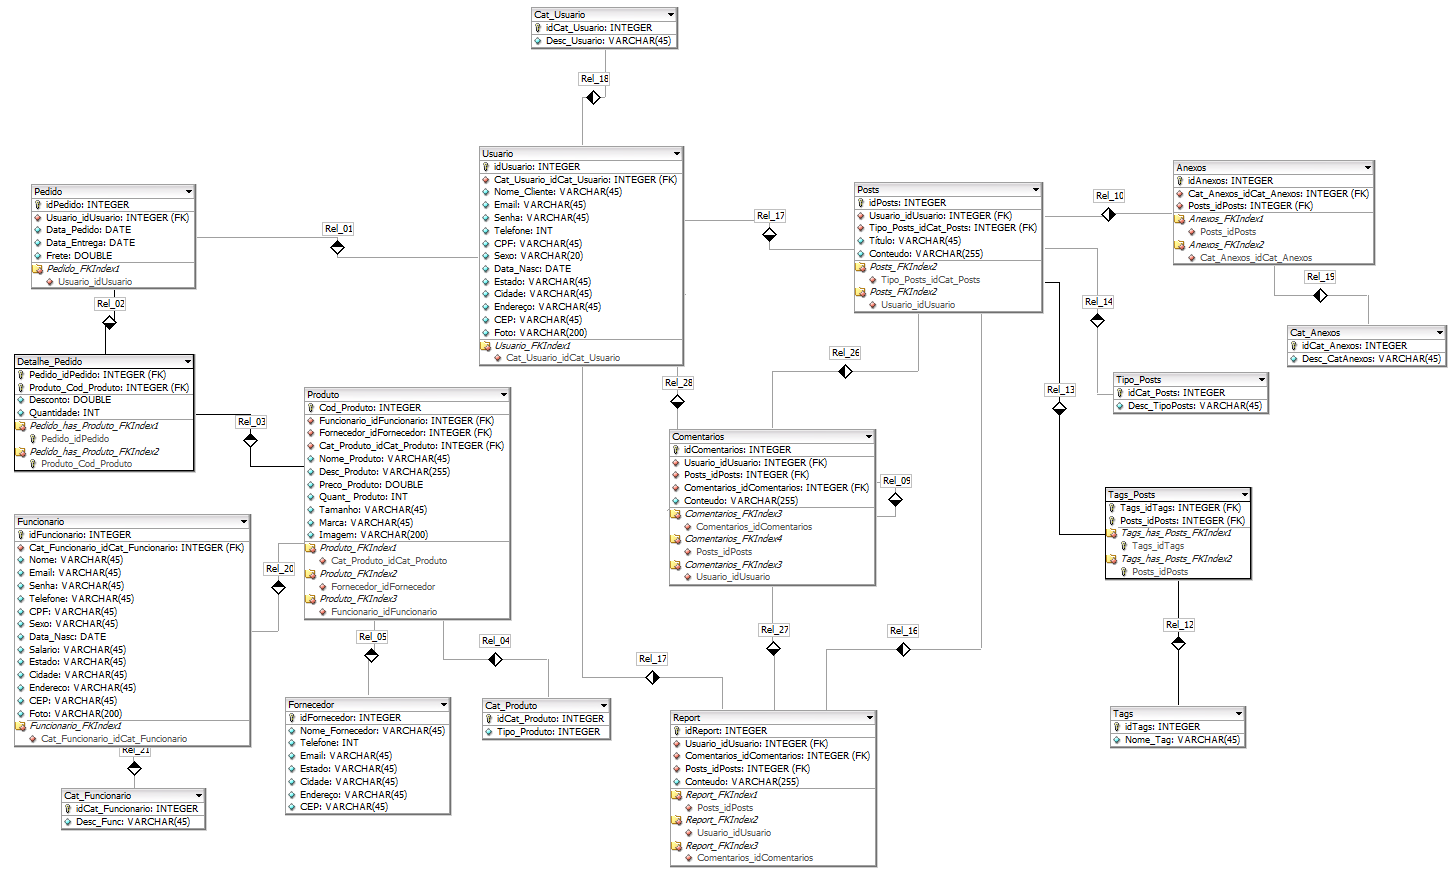 Cat_Usuario
idCat_Usuario: INTEGER
Desc_Usuario: VARCHAR(45)
Rel_18
Usuario
idUsuario: INTEGER
Cat_Usuario_idCat_Usuario: INTEGER (FK)
Nome_Cliente: VARCHAR(45)
Email: VARCHAR(45)
Senha: VARCHAR(45)
Telefone: INT
CPF: VARCHAR(45)
Sexo: VARCHAR(20)
Data_Nasc: DATE
Estado: VARCHAR(45)
Cidade: VARCHAR(45)
Endereço: VARCHAR(45)
CEP: VARCHAR(45)
Foto: VARCHAR(200)
Usuario_FKIndex1
Cat_Usuario_idCat_Usuario
Pedido
idPedido: INTEGER
Usuario_idUsuario: INTEGER (FK)
Data_Pedido: DATE
Data_Entrega: DATE
Frete: DOUBLE
Pedido_FKIndex1
Usuario_idUsuario
Rel_01
Rel_02
Rel_17
Posts
idPosts: INTEGER
Usuario_idUsuario: INTEGER (FK)
Tipo_Posts_idCat_Posts: INTEGER (FK)
Título: VARCHAR(45)
Conteudo: VARCHAR(255)
Posts_FKIndex2
Tipo_Posts_idCat_Posts
Posts_FKIndex2
Usuario_idUsuario
Rel_10
Anexos
idAnexos: INTEGER
Cat_Anexos_idCat_Anexos: INTEGER (FK)
Posts_idPosts: INTEGER (FK)
Anexos_FKIndex1
Posts_idPosts
Anexos_FKIndex2
Cat_Anexos_idCat_Anexos
Rel_19
Rel_14
Cat_Anexos
idCat_Anexos: INTEGER
Desc_CatAnexos: VARCHAR(45)
Tipo_Posts
idCat_Posts: INTEGER
Desc_TipoPosts: VARCHAR(45)
Rel_26
Rel_28
Rel_13
Detalhe_Pedido
Pedido_idPedido: INTEGER (FK)
Produto_Cod_Produto: INTEGER (FK)
Desconto: DOUBLE
Quantidade: INT
Pedido_has_Produto_FKIndex1
Pedido_idPedido
Pedido_has_Produto_FKIndex2
Produto_Cod_Produto
Rel_03
Produto
Cod_Produto: INTEGER
Funcionario_idFuncionario: INTEGER (FK)
Fornecedor_idFornecedor: INTEGER (FK)
Cat_Produto_idCat_Produto: INTEGER (FK)
Nome_Produto: VARCHAR(45)
Desc_Produto: VARCHAR(255)
Preco_Produto: DOUBLE
Quant_ Produto: INT
Tamanho: VARCHAR(45)
Marca: VARCHAR(45)
Imagem: VARCHAR(200)
Produto_FKIndex1
Cat_Produto_idCat_Produto
Produto_FKIndex2
Fornecedor_idFornecedor
Produto_FKIndex3
Funcionario_idFuncionario
Comentarios
idComentarios: INTEGER
Usuario_idUsuario: INTEGER (FK)
Posts_idPosts: INTEGER (FK)
Comentarios_idComentarios: INTEGER (FK)
Conteudo: VARCHAR(255)
Comentarios_FKIndex3
Comentarios_idComentarios
Comentarios_FKIndex4
Posts_idPosts
Comentarios_FKIndex3
Usuario_idUsuario
Rel_09
Tags_Posts
Tags_idTags: INTEGER (FK)
Posts_idPosts: INTEGER (FK)
Tags_has_Posts_FKIndex1
Tags_idTags
Tags_has_Posts_FKIndex2
Posts_idPosts
Funcionario
idFuncionario: INTEGER
Cat_Funcionario_idCat_Funcionario: INTEGER (FK)
Nome: VARCHAR(45)
Email: VARCHAR(45)
Senha: VARCHAR(45)
Telefone: VARCHAR(45)
CPF: VARCHAR(45)
Sexo: VARCHAR(45)
Data_Nasc: DATE
Salario: VARCHAR(45)
Estado: VARCHAR(45)
Cidade: VARCHAR(45)
Endereco: VARCHAR(45)
CEP: VARCHAR(45)
Foto: VARCHAR(200)
Funcionario_FKIndex1
Cat_Funcionario_idCat_Funcionario
Rel_20
Rel_05
Rel_04
Rel_27
Rel_16
Rel_12
Rel_17
Rel_21
Fornecedor
idFornecedor: INTEGER
Nome_Fornecedor: VARCHAR(45)
Telefone: INT
Email: VARCHAR(45)
Estado: VARCHAR(45)
Cidade: VARCHAR(45)
Endereço: VARCHAR(45)
CEP: VARCHAR(45)
Cat_Produto
idCat_Produto: INTEGER
Tipo_Produto: INTEGER
Report
idReport: INTEGER
Usuario_idUsuario: INTEGER (FK)
Comentarios_idComentarios: INTEGER (FK)
Posts_idPosts: INTEGER (FK)
Conteudo: VARCHAR(255)
Report_FKIndex1
Posts_idPosts
Report_FKIndex2
Usuario_idUsuario
Report_FKIndex3
Comentarios_idComentarios
Tags
idTags: INTEGER
Nome_Tag: VARCHAR(45)
Cat_Funcionario
idCat_Funcionario: INTEGER
Desc_Func: VARCHAR(45)